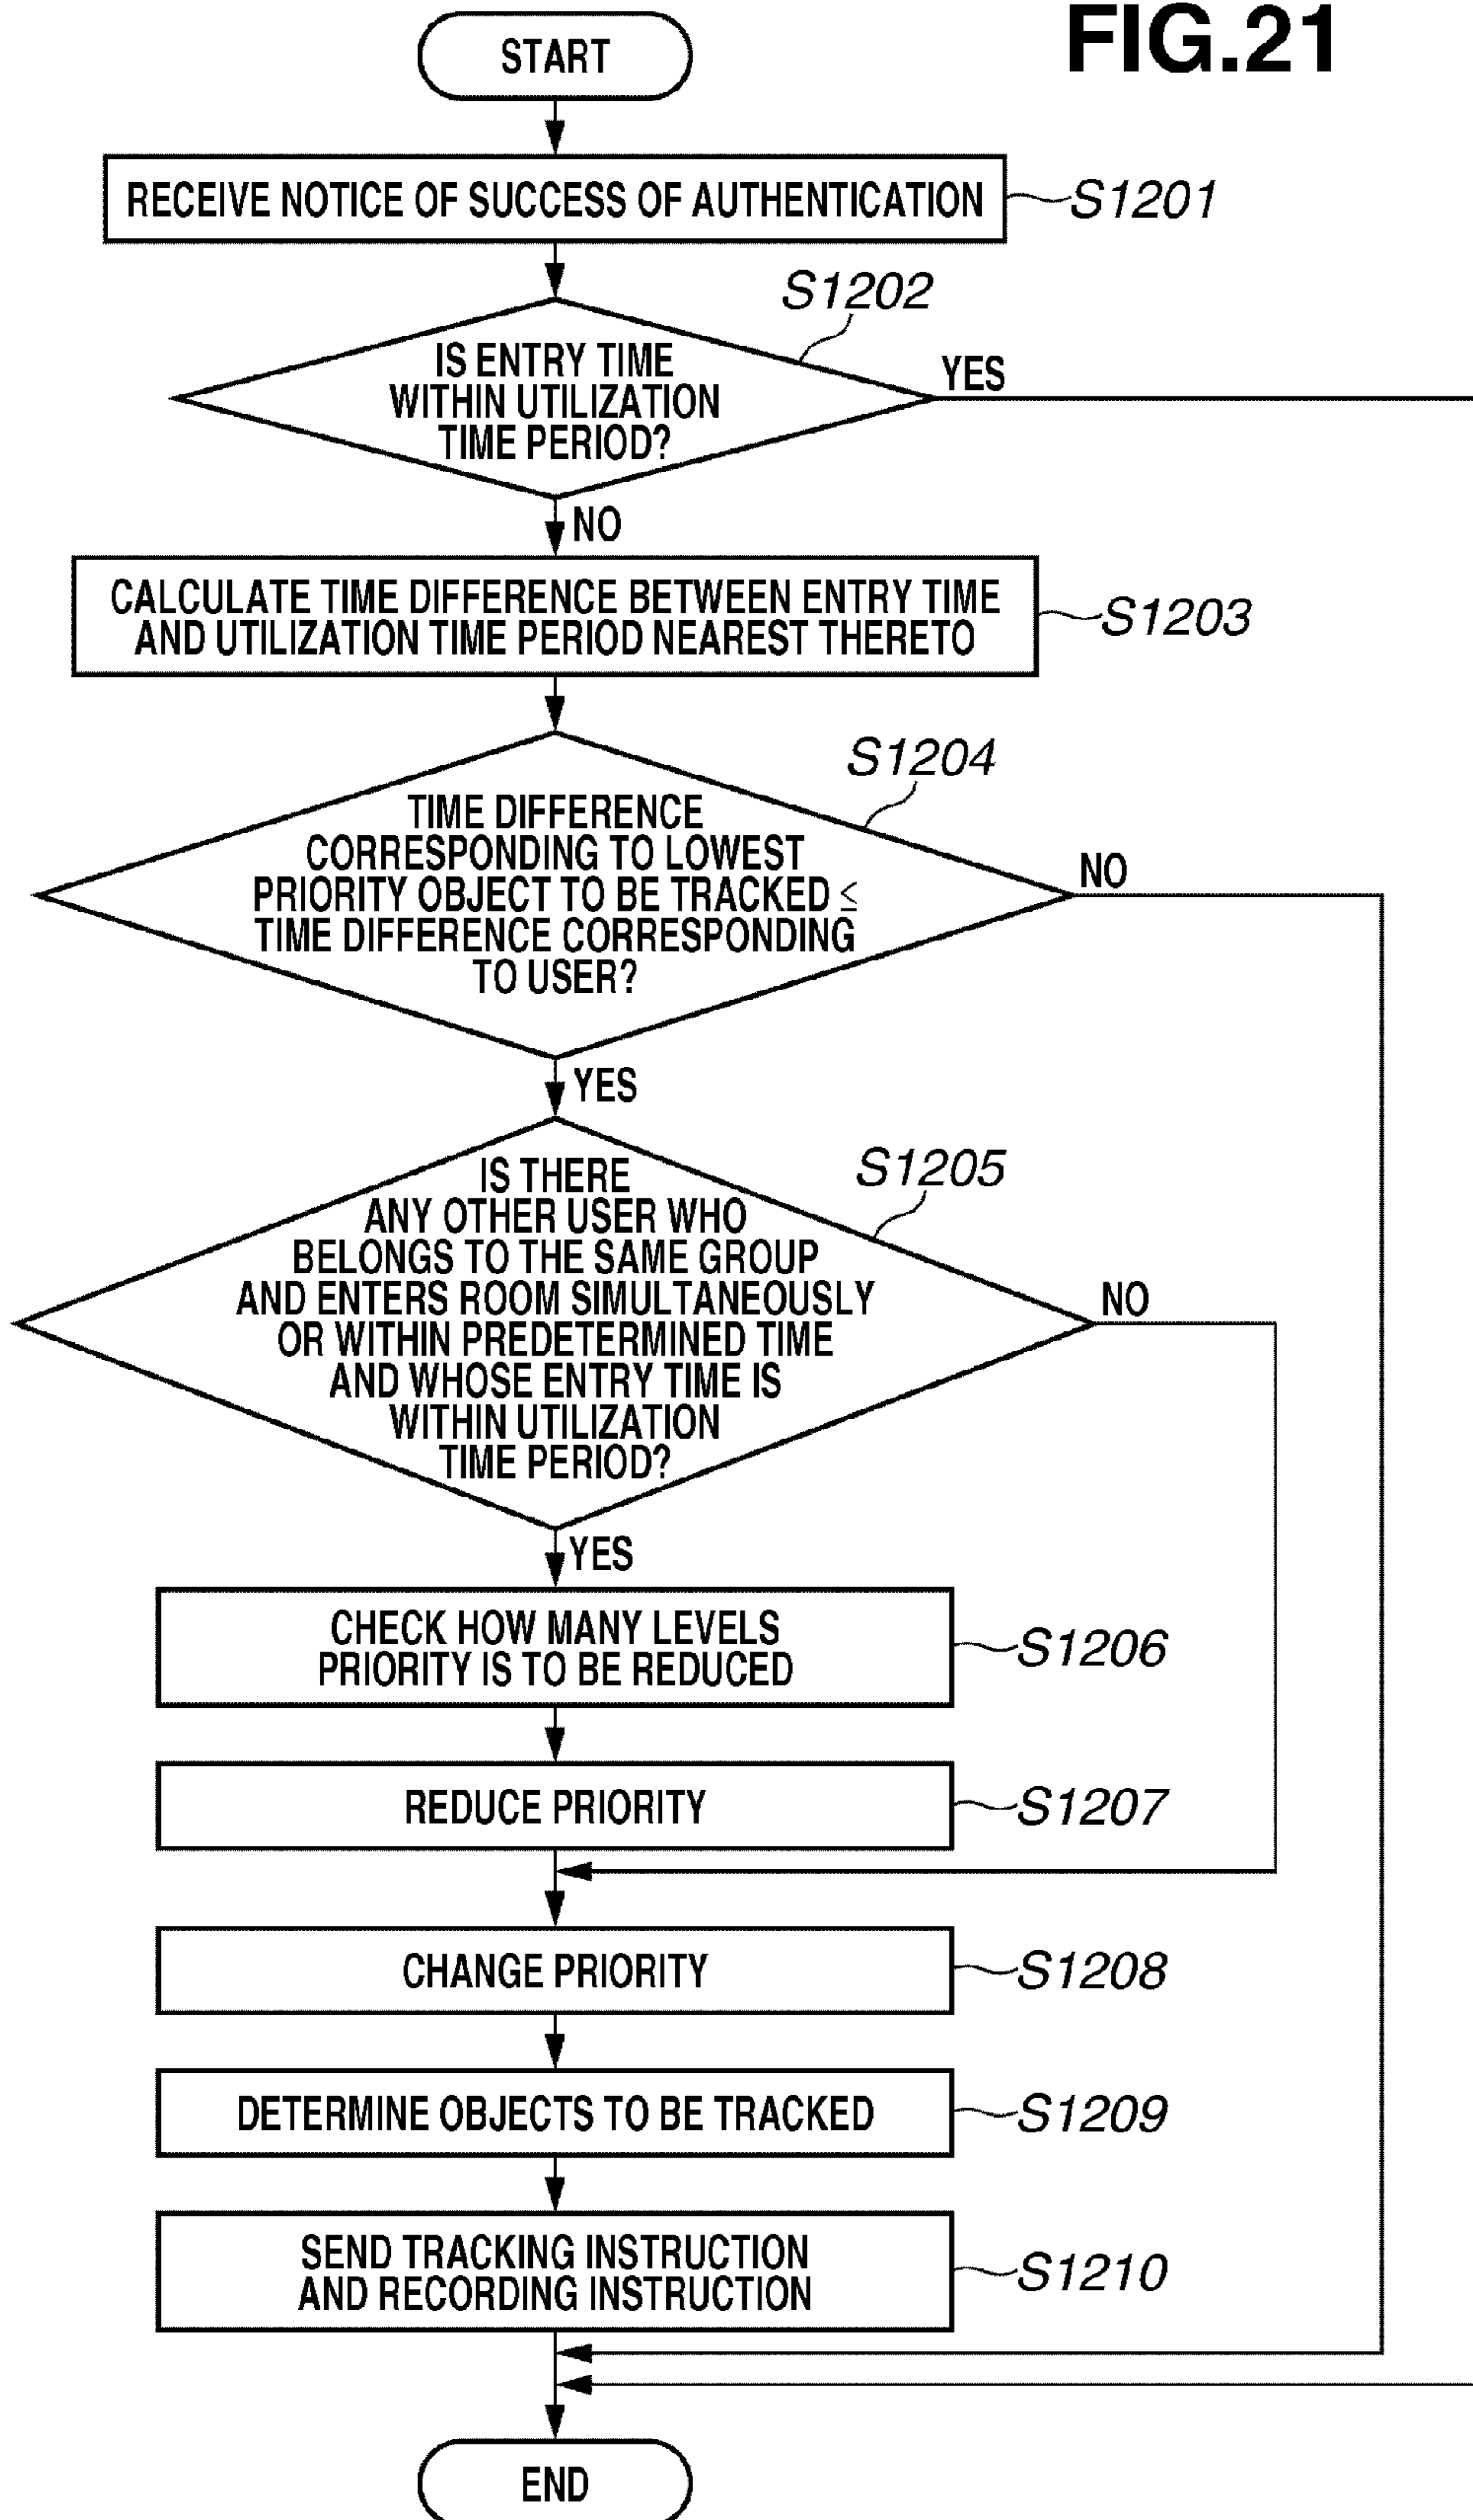 FIG.21
START
RECEIVE NOTICE OF SUCCESS OF AUTHENTICATION
S1201
S1202
IS ENTRY TIME
WITHIN UTILIZATION
TIME PERIOD?
YES
NO
CALCULATE TIME DIFFERENCE BETWEEN ENTRY TIME
AND UTILIZATION TIME PERIOD NEAREST THERETO
S1203
S1204
TIME DIFFERENCE
CORRESPONDING TO LOWEST
PRIORITY OBJECT TO BE TRACKED ≤
TIME DIFFERENCE CORRESPONDING
TO USER?
NO
YES
S1205
IS THERE
ANY OTHER USER WHO
BELONGS TO THE SAME GROUP
AND ENTERS ROOM SIMULTANEOUSLY
OR WITHIN PREDETERMINED TIME
AND WHOSE ENTRY TIME IS
WITHIN UTILIZATION
TIME PERIOD?
NO
YES
CHECK HOW MANY LEVELS
PRIORITY IS TO BE REDUCED
S1206
REDUCE PRIORITY
S1207
CHANGE PRIORITY
S1208
DETERMINE OBJECTS TO BE TRACKED
S1209
SEND TRACKING INSTRUCTION
AND RECORDING INSTRUCTION
S1210
END